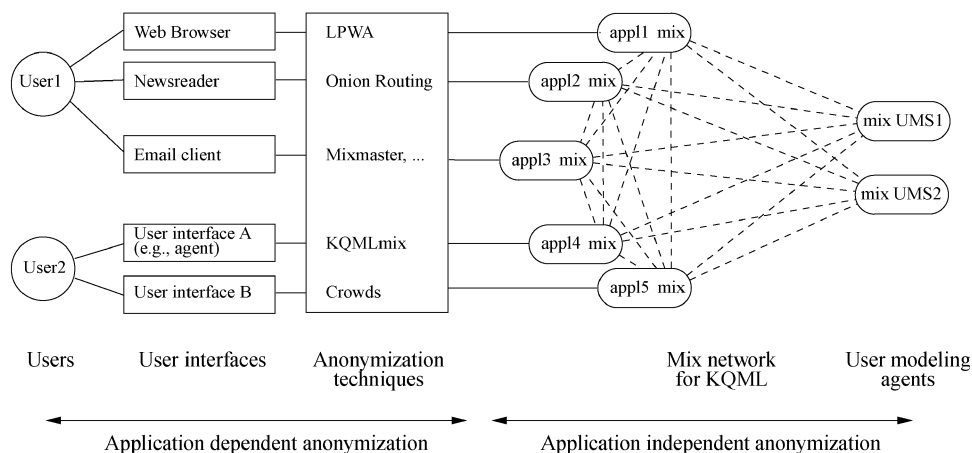 Web Browser
LPWA
appl1 mix
User1
Newsreader
Onion Routing
appl2 mix
mix UMS1
Email client
Mixmaster, ...
appl3 mix
mix UMS2
User interface A
(e.g., agent)
KQMLmix
appl4 mix
User2
User interface B
Crowds
appl5 mix
Users
User interfaces
Anonymization
techniques
Mix network
for KQML
User modeling
agents
Application dependent anonymization
Application independent anonymization